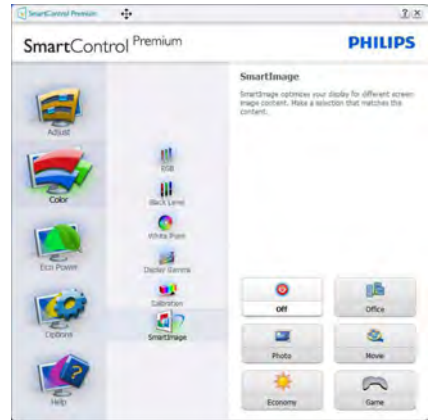 SmartControl Premium
SmartControl Premium
PHILIPS
Adjust
Color
Eco Power
Options
Help
RGB
Black Level
White Point
Display Gamma
Calibration
SmartImage
SmartImage
SmartImage optimizes your display for different screen
image content. Make a selection that matches the
content.
Off
Office
Photo
Movie
Economy
Game